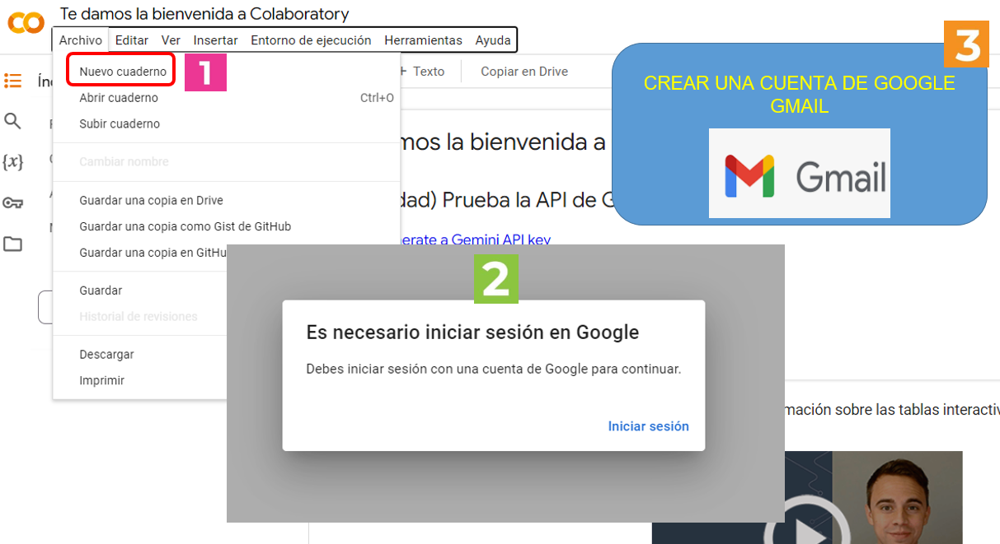 CO
Te damos la bienvenida a Colaboratory
Archivo Editar Ver Insertar Entorno de ejecución Herramientas Ayuda
Nuevo cuaderno
1
Texto
Copiar en Drive
Abrir cuaderno Ctrl+O
Subir cuaderno
{x}
Cambiar nombre
Guardar una copia en Drive
Guardar una copia como Gist de GitHub
Guardar una copia en GitHu
Guardar
Historial de revisiones
Descargar
Imprimir
mos la bienvenida a
dad) Prueba la API de G
erate a Gemini API key
2
Es necesario iniciar sesión en Google
Debes iniciar sesión con una cuenta de Google para continuar.
Iniciar sesión
3
CREAR UNA CUENTA DE GOOGLE
GMAIL
Gmail
mación sobre las tablas interactiv